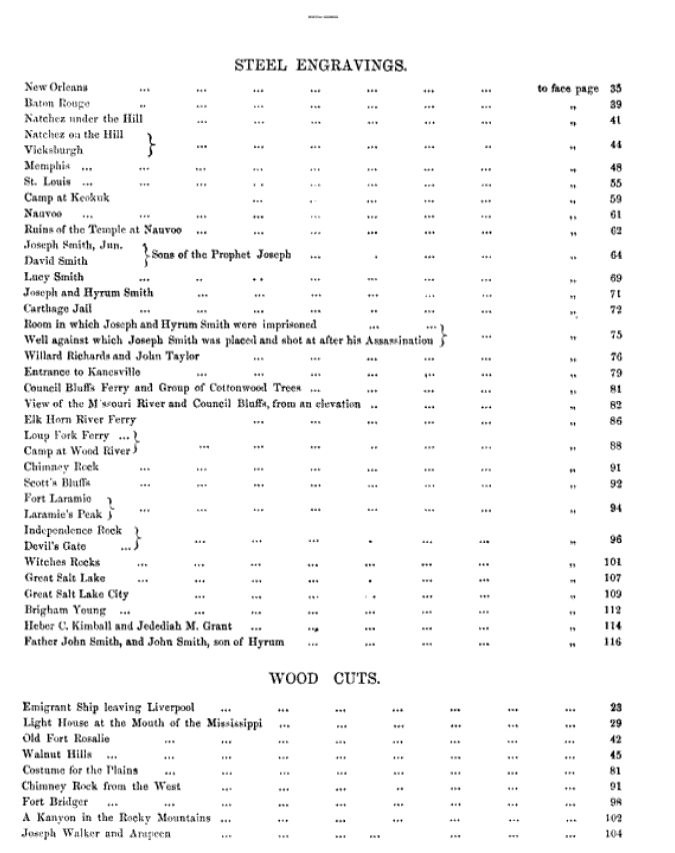 STEEL ENGRAVINGS.
New Orleans ... ... ... ... ... ... ... to face page 35
Baton Rouge .. ... ... ... ... ... ... „ 39
Natchez under the Hill ... ... ... ... ... ... „ 41
Natchez on the Hill }
Vicksburgh } ... ... ... ... ... .. „ 44
Memphis ... ... ... ... ... ... ... ... „ 48
St. Louis ... ... ... .. ... ... ... ... „ 55
Camp at Keokuk ... .. ... ... ... „ 59
Nauvoo ... ... ... ... ... ... ... ... „ 61
Ruins of the Temple at Nauvoo ... ... ... ... ... ... „ 62
Joseph Smith, Jun. }
David Smith } Sons of the Prophet Joseph ... . ... ... „ 64
Lucy Smith ... .. .. ... ... ... ... „ 69
Joseph and Hyrum Smith ... ... ... ... ... ... „ 71
Carthage Jail ... ... ... ... .. ... ... „ 72
Room in which Joseph and Hyrum Smith were imprisoned ... ... }
Well against which Joseph Smith was placed and shot at after his Assassination } ... „ 75
Willard Richards and John Taylor ... ... ... ... ... „ 76
Entrance to Kanesville ... ... ... ... ... ... „ 79
Council Bluffs Ferry and Group of Cottonwood Trees ... ... ... ... „ 81
View of the M ssouri River and Council Bluffs, from an elevation .. ... ... „ 82
Elk Horn River Ferry ... ... ... ... ... „ 86
Loup Fork Ferry ... }
Camp at Wood River } ... ... ... .. ... ... „ 88
Chimney Rock ... ... ... ... ... ... ... „ 91
Scott's Bluffs ... ... ... ... ... ... ... „ 92
Fort Laramie }
Laramie's Peak } ... ... ... ... ... ... ... „ 94
Independence Rock }
Devil's Gate ... } ... ... ... . ... ... „ 96
Witches Rocks ... ... ... ... ... ... ... „ 101
Great Salt Lake ... ... ... ... . ... ... „ 107
Great Salt Lake City ... ... ... .. ... ... „ 109
Brigham Young ... ... ... ... ... ... ... „ 112
Heber C. Kimball and Jedediah M. Grant ... ... ... ... ... „ 114
Father John Smith, and John Smith, son of Hyrum ... ... ... ... „ 116
WOOD CUTS.
Emigrant Ship leaving Liverpool ... ... ... ... ... ... ... 23
Light House at the Mouth of the Mississippi ... ... ... ... ... ... 29
Old Fort Rosalie ... ... ... ... ... ... ... ... 42
Walnut Hills ... ... ... ... ... ... ... ... ... 45
Costume for the Plains ... ... ... ... ... ... ... ... 81
Chimney Rock from the West ... ... ... .. ... ... ... 91
Fort Bridger ... ... ... ... ... ... ... ... ... 98
A Kanyon in the Rocky Mountains ... ... ... ... ... ... ... 102
Joseph Walker and Arapeen ... ... ... ... ... ... ... 104